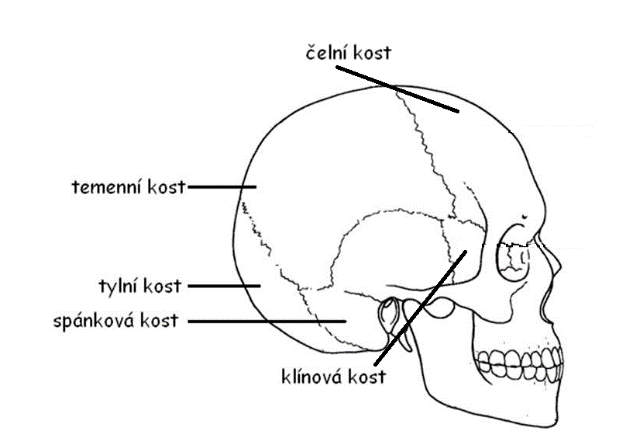 čelní kost
temenní kost
tylní kost
spánková kost
klínová kost